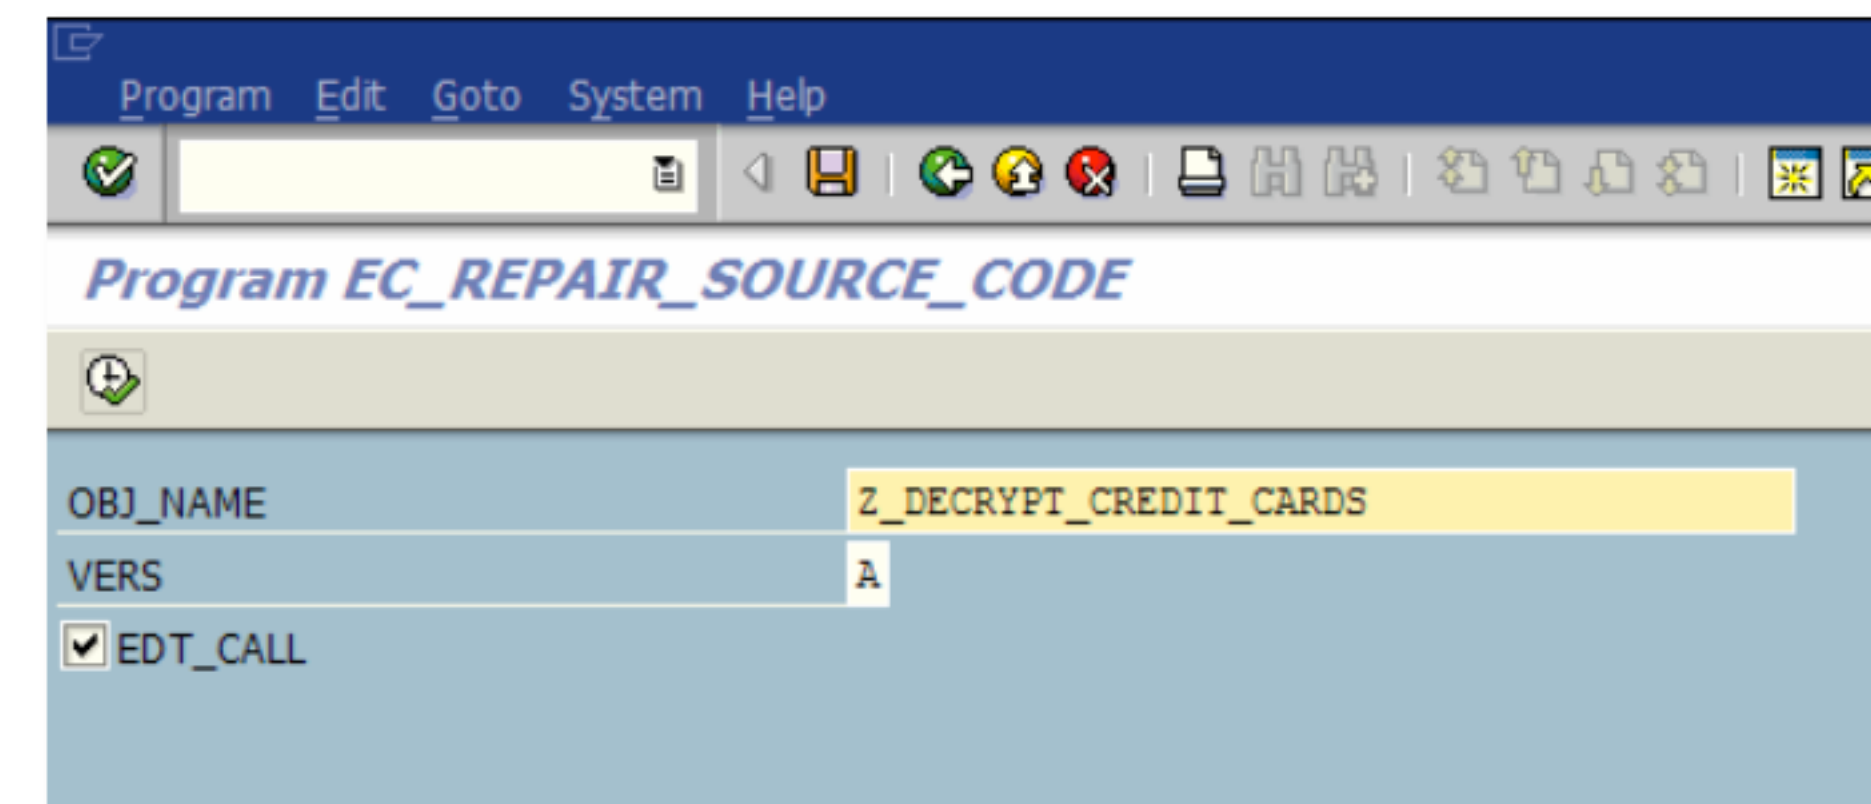 Program Edit Goto System Help
Program EC_REPAIR_SOURCE_CODE
OBJ_NAME Z_DECRYPT_CREDIT_CARDS
VERS A
EDT_CALL